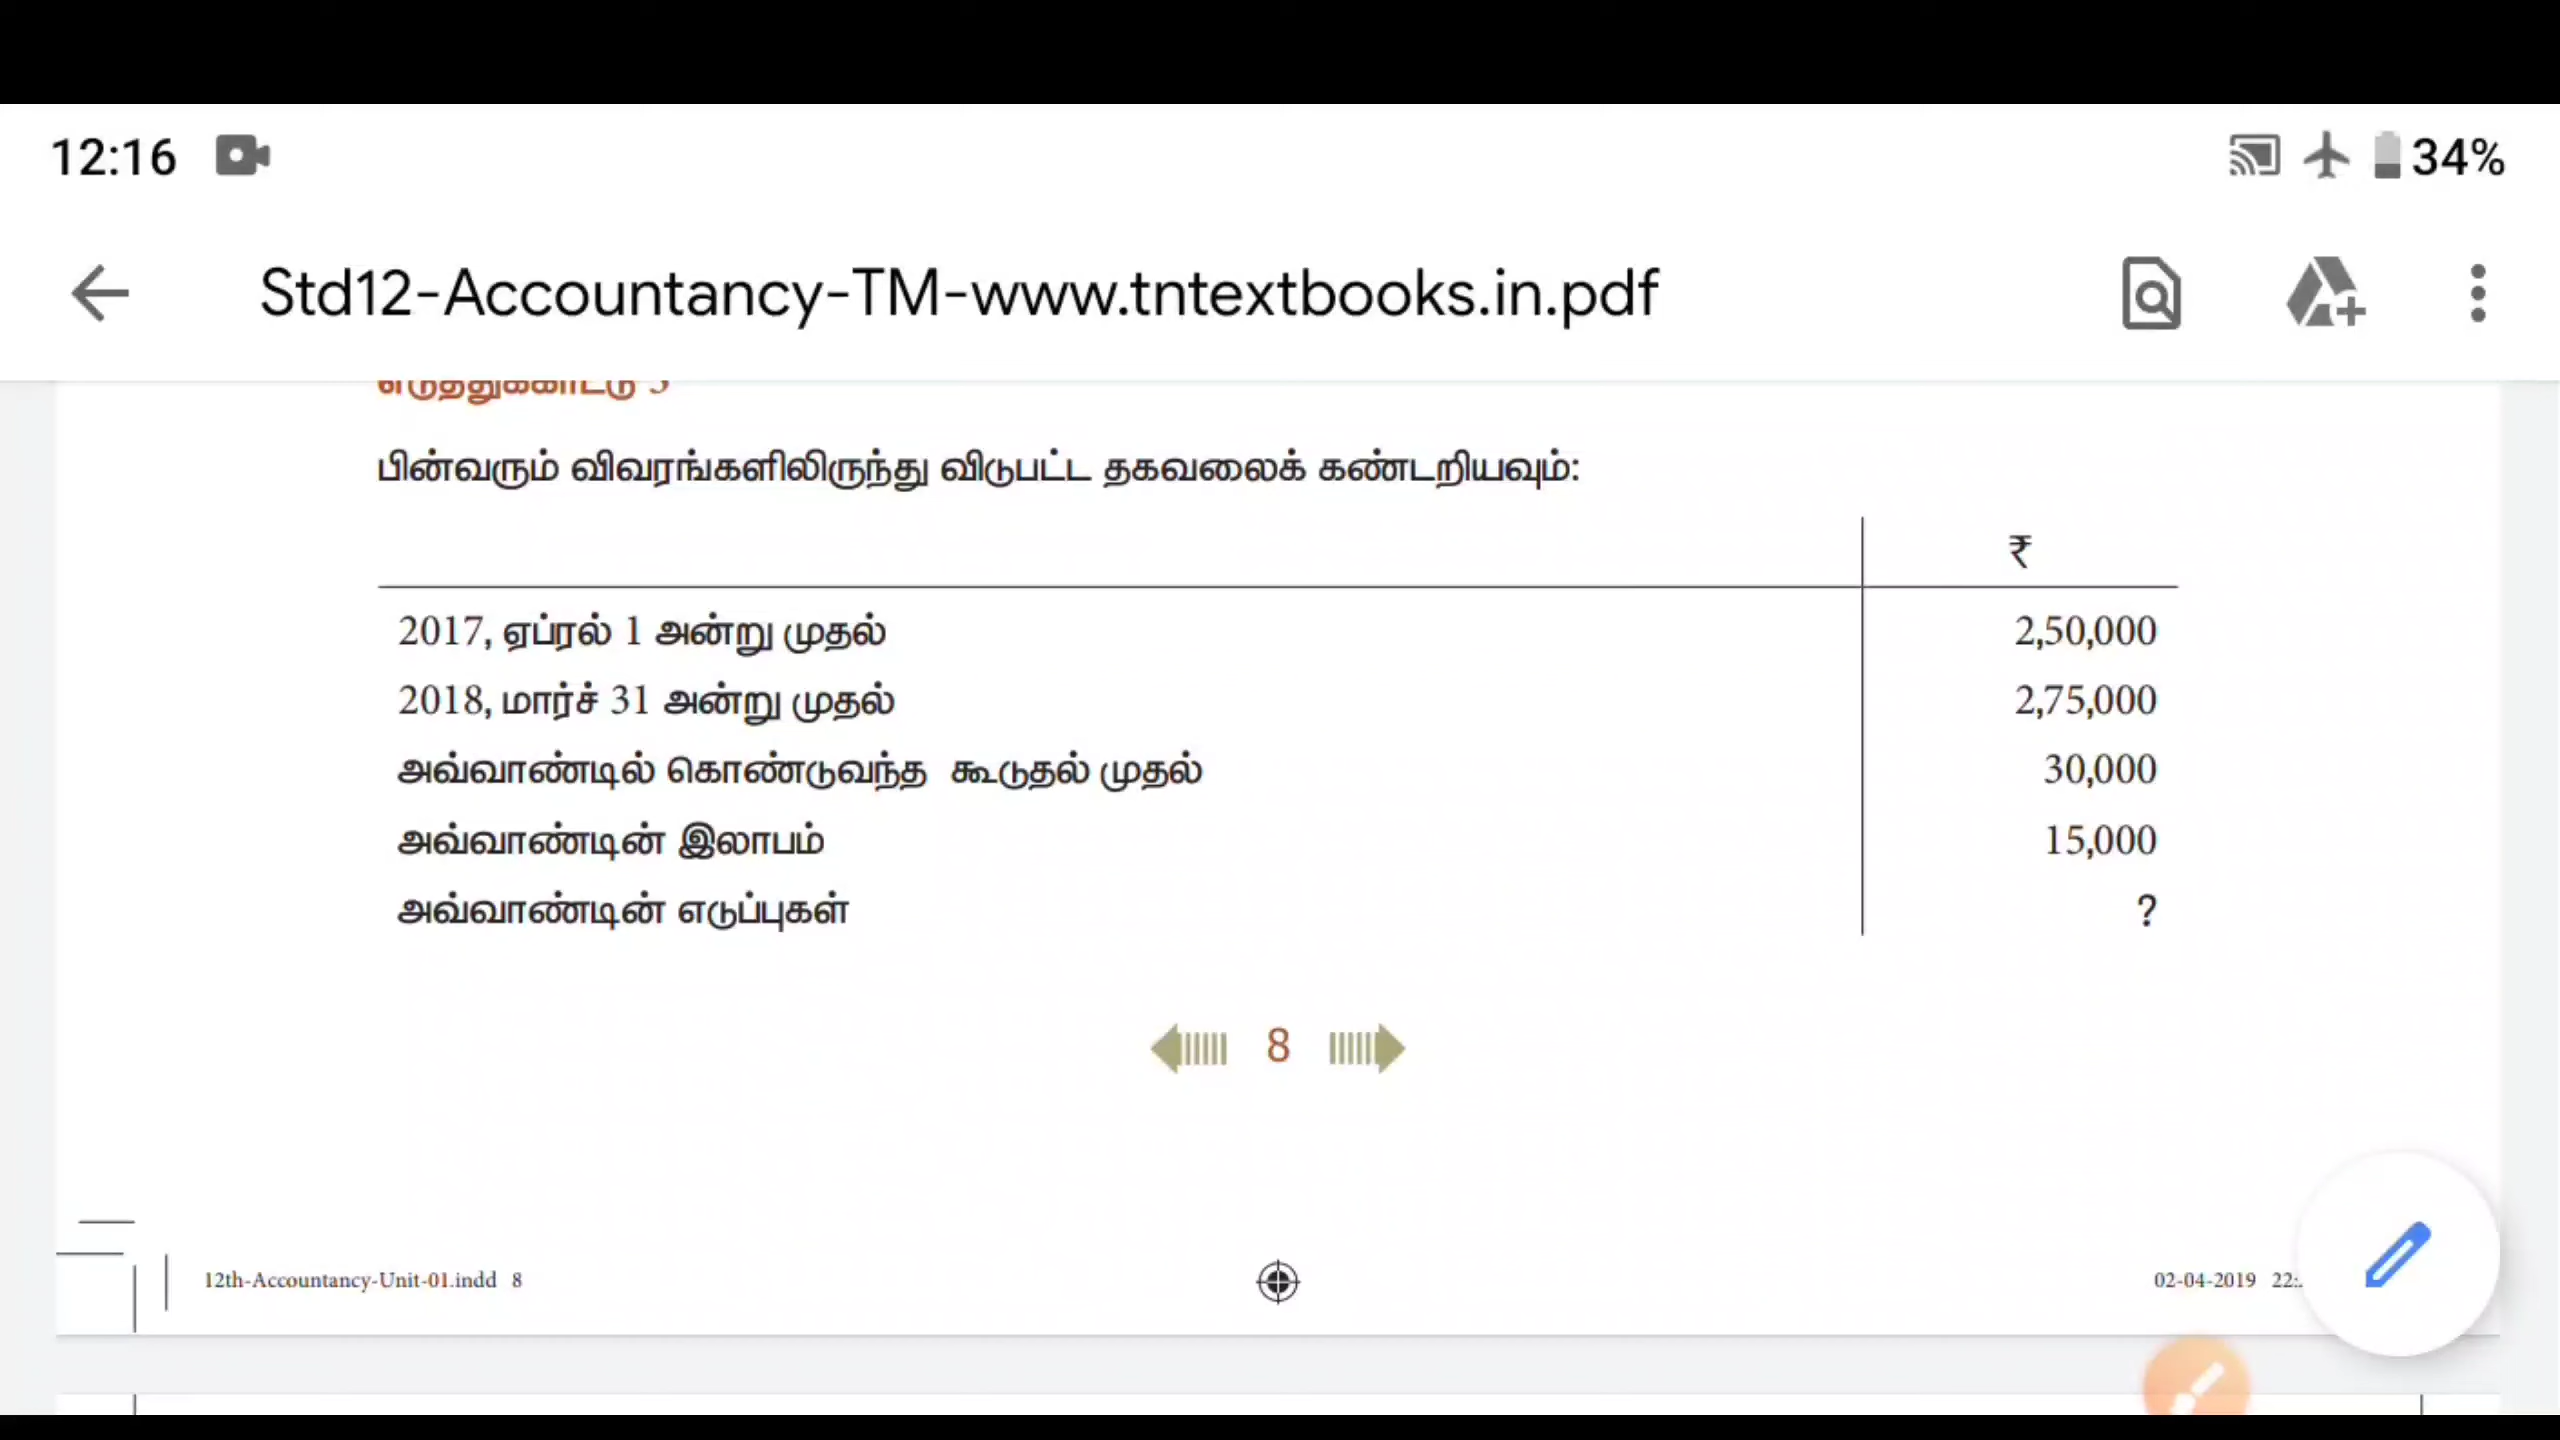 12:16 34%
Std12-Accountancy-TM-www.tntextbooks.in.pdf
எடுத்துக்காட்டு
பின்வரும் விவரங்களிலிருந்து விடுபட்ட தகவலைக் கண்டறியவும்:
₹
2017, ஏப்ரல் 1 அன்று முதல் 2,50,000
2018, மார்ச் 31 அன்று முதல் 2,75,000
அவ்வாண்டில் கொண்டுவந்த கூடுதல் முதல் 30,000
அவ்வாண்டின் இலாபம் 15,000
அவ்வாண்டின் எடுப்புகள் ?
8
12th-Accountancy-Unit-01.indd 8 02-04-2019 22: